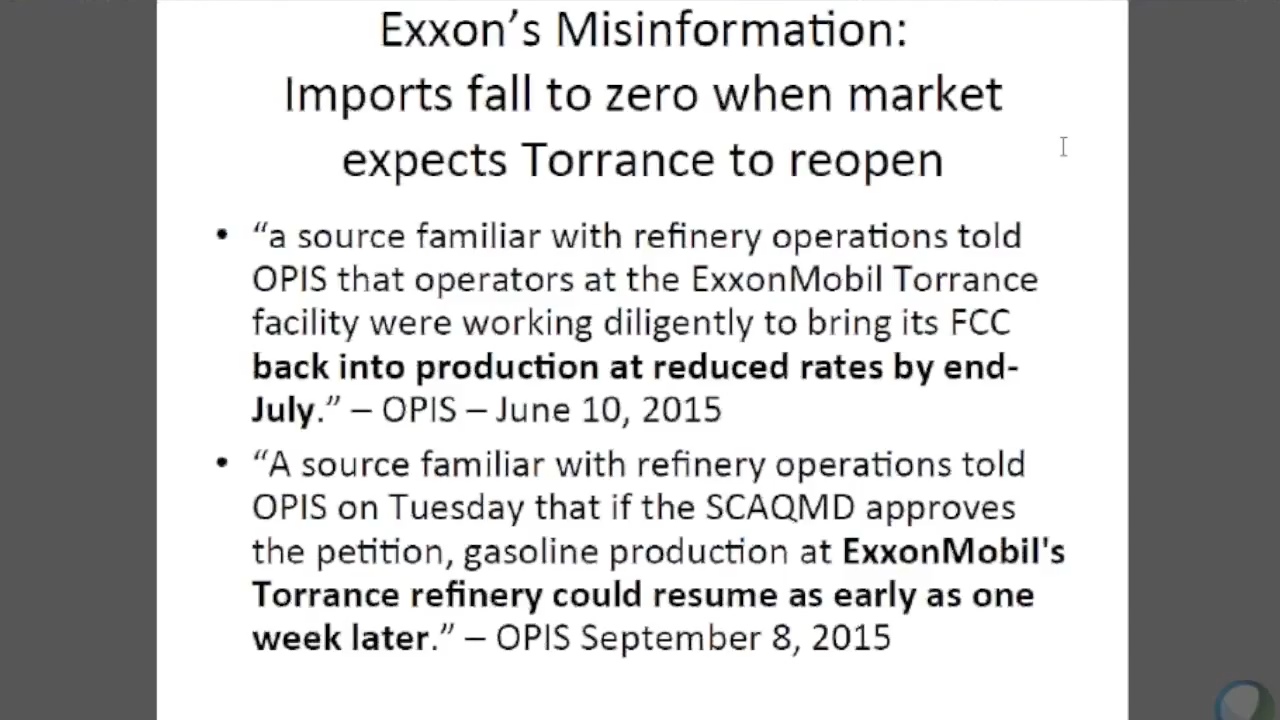 Exxon’s Misinformation:
Imports fall to zero when market
expects Torrance to reopen
• “a source familiar with refinery operations told
OPIS that operators at the ExxonMobil Torrance
facility were working diligently to bring its FCC
back into production at reduced rates by end-
July.” – OPIS – June 10, 2015
• “A source familiar with refinery operations told
OPIS on Tuesday that if the SCAQMD approves
the petition, gasoline production at ExxonMobil's
Torrance refinery could resume as early as one
week later.” – OPIS September 8, 2015